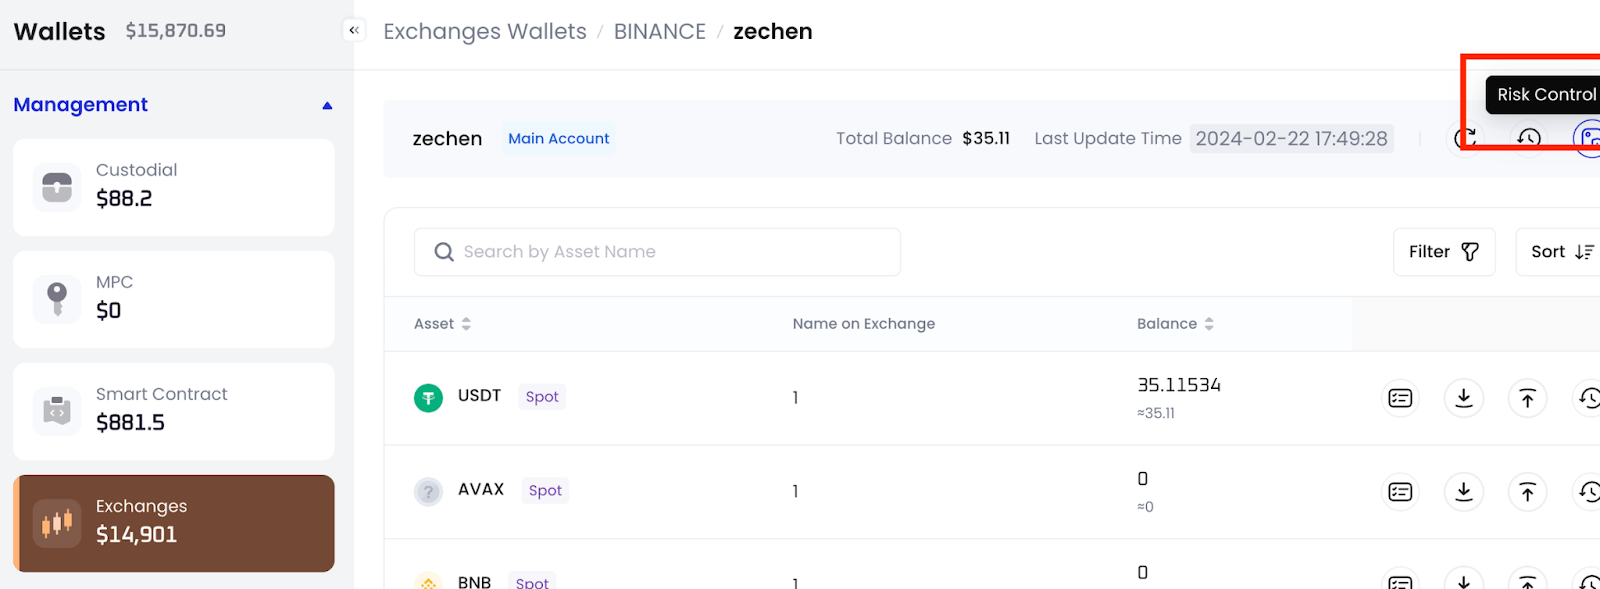 Wallets $15,870.69
Exchanges Wallets / BINANCE / zechen
Management
Risk Control
zechen Main Account Total Balance $35.11 Last Update Time 2024-02-22 17:49:28
Custodial
$88.2
Search by Asset Name Filter Sort
MPC
$0
Asset Name on Exchange Balance
Smart Contract
$881.5
USDT Spot 1 35.11534
≈35.11
Exchanges
$14,901
AVAX Spot 1 0
≈0
BNB Spot 1 0